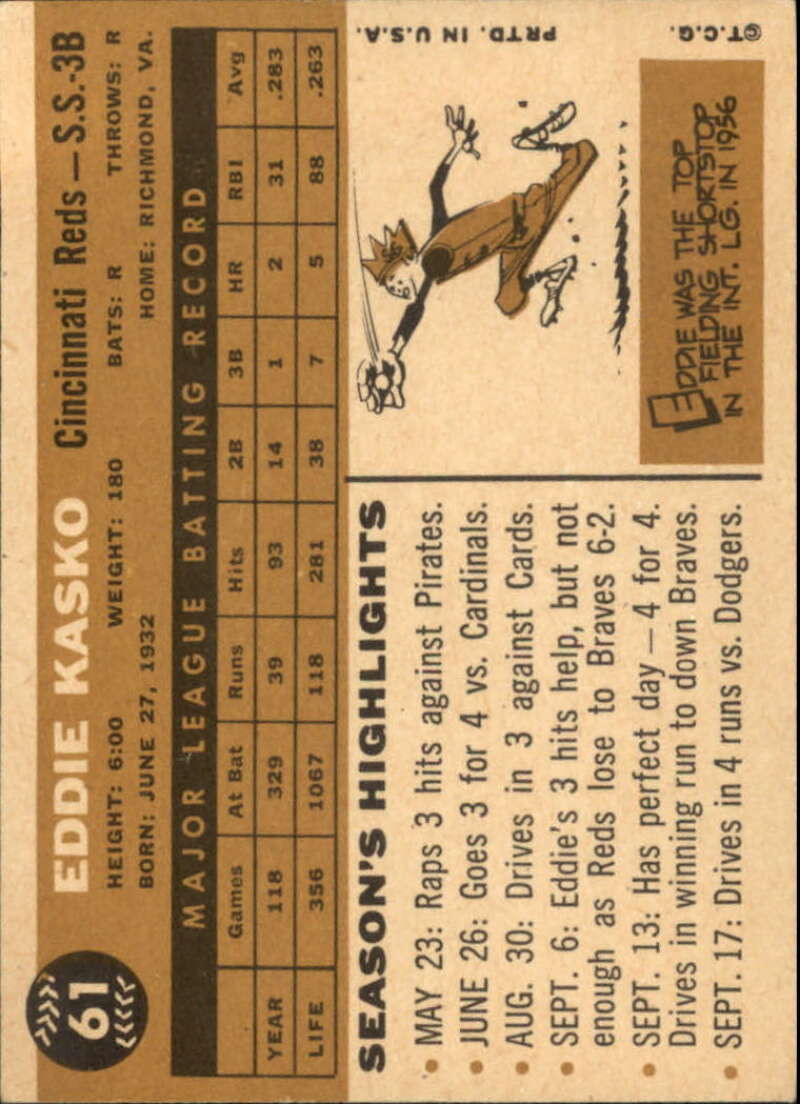 61
EDDIE KASKO Cincinnati Reds — S.S.-3B
HEIGHT: 6:00 WEIGHT: 180 BATS: R THROWS: R
BORN: JUNE 27, 1932 HOME: RICHMOND, VA.
MAJOR LEAGUE BATTING RECORD
Games At Bat Runs Hits 2B 3B HR RBI Avg
YEAR 118 329 39 93 14 1 2 31 .283
LIFE 356 1067 118 281 38 7 5 88 .263
SEASON'S HIGHLIGHTS
• MAY 23: Raps 3 hits against Pirates.
• JUNE 26: Goes 3 for 4 vs. Cardinals.
• AUG. 30: Drives in 3 against Cards.
• SEPT. 6: Eddie's 3 hits help, but not
enough as Reds lose to Braves 6-2.
• SEPT. 13: Has perfect day — 4 for 4.
Drives in winning run to down Braves.
• SEPT. 17: Drives in 4 runs vs. Dodgers.
SS
EDDIE WAS THE TOP
FIELDING SHORTSTOP
IN THE INT. LG. IN 1956
©T.C.G. PRTD. IN U.S.A.